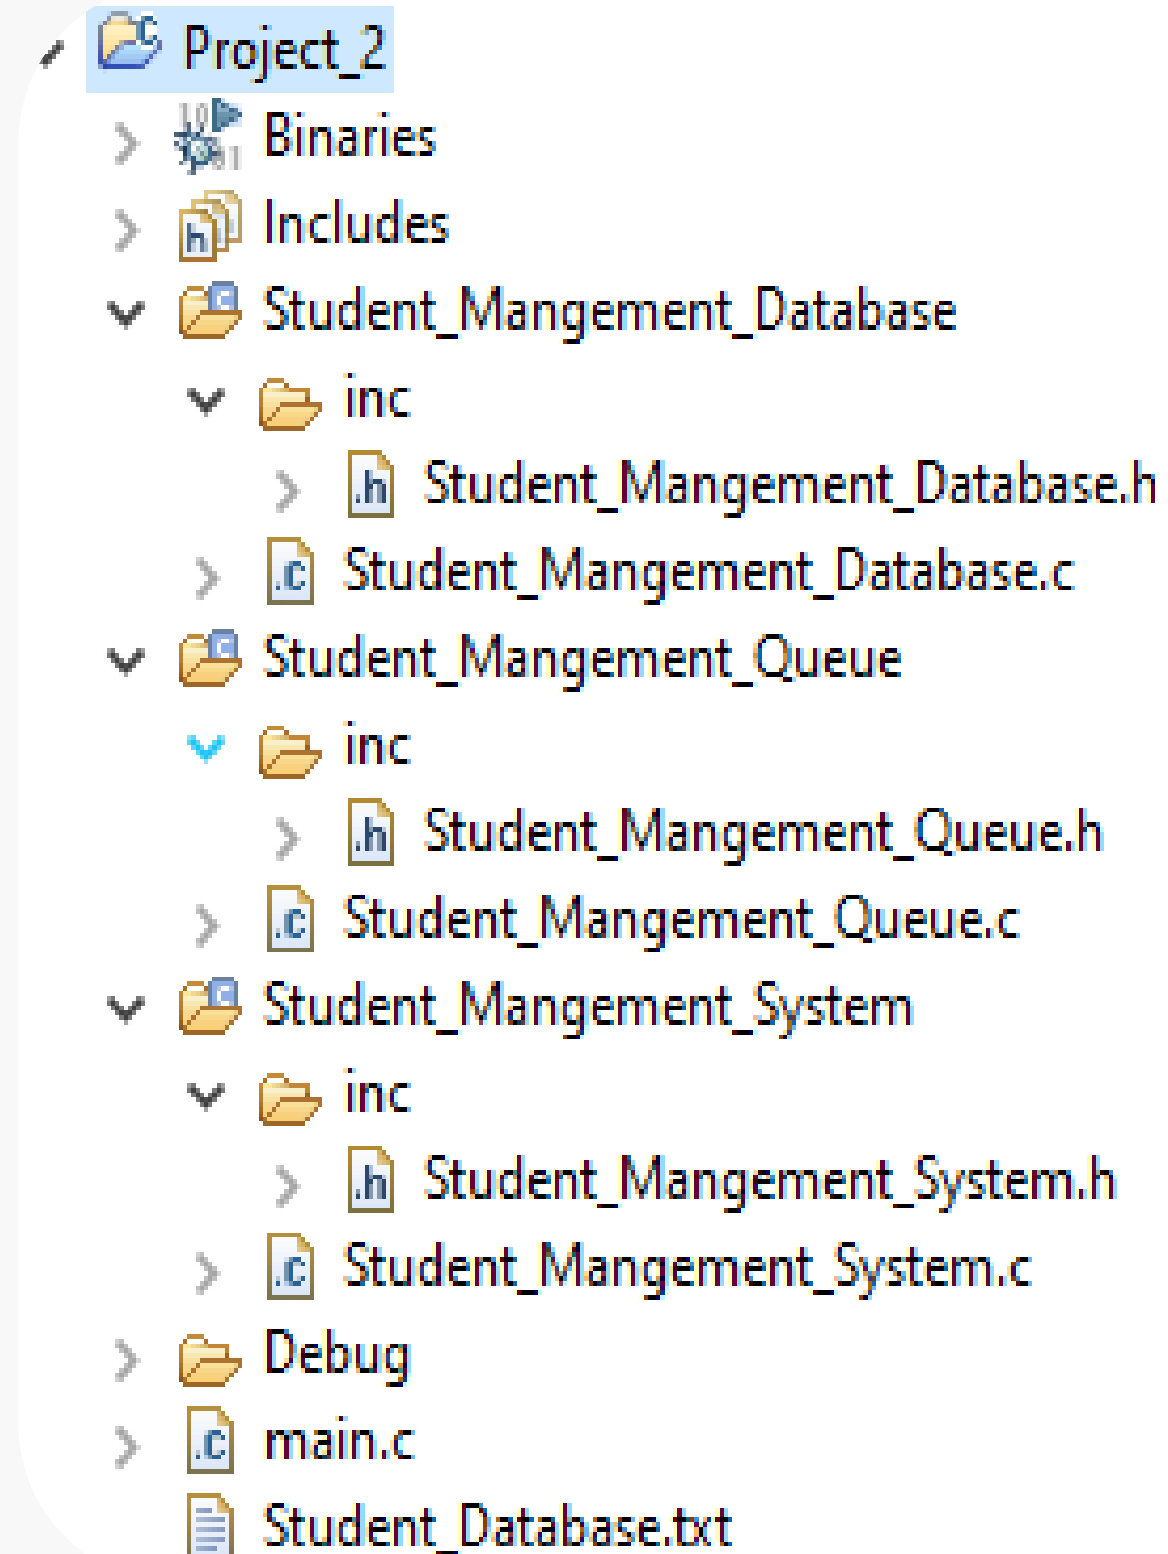 Project_2
Binaries
Includes
Student_Mangement_Database
inc
Student_Mangement_Database.h
Student_Mangement_Database.c
Student_Mangement_Queue
inc
Student_Mangement_Queue.h
Student_Mangement_Queue.c
Student_Mangement_System
inc
Student_Mangement_System.h
Student_Mangement_System.c
Debug
main.c
Student_Database.txt